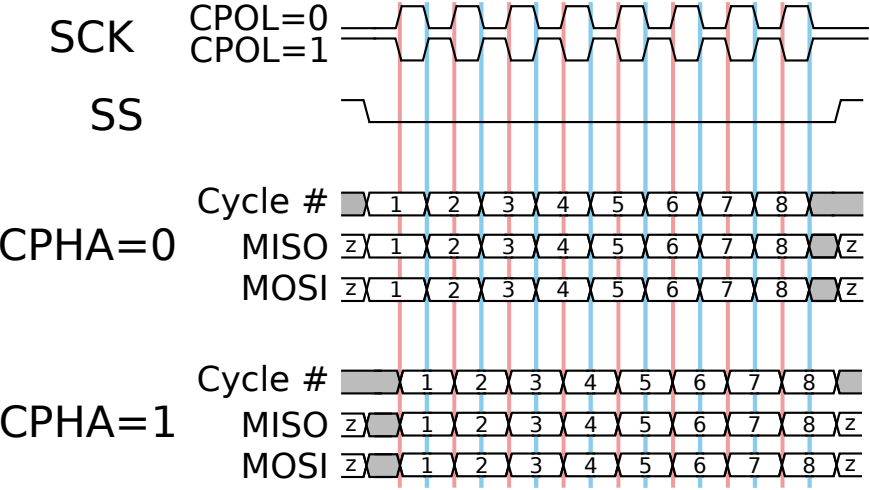 SCK
CPOL=0
CPOL=1
SS
CPHA=0
Cycle # 1 2 3 4 5 6 7 8
MISO z 1 2 3 4 5 6 7 8 z
MOSI z 1 2 3 4 5 6 7 8 z
CPHA=1
Cycle # 1 2 3 4 5 6 7 8
MISO z 1 2 3 4 5 6 7 8 z
MOSI z 1 2 3 4 5 6 7 8 z